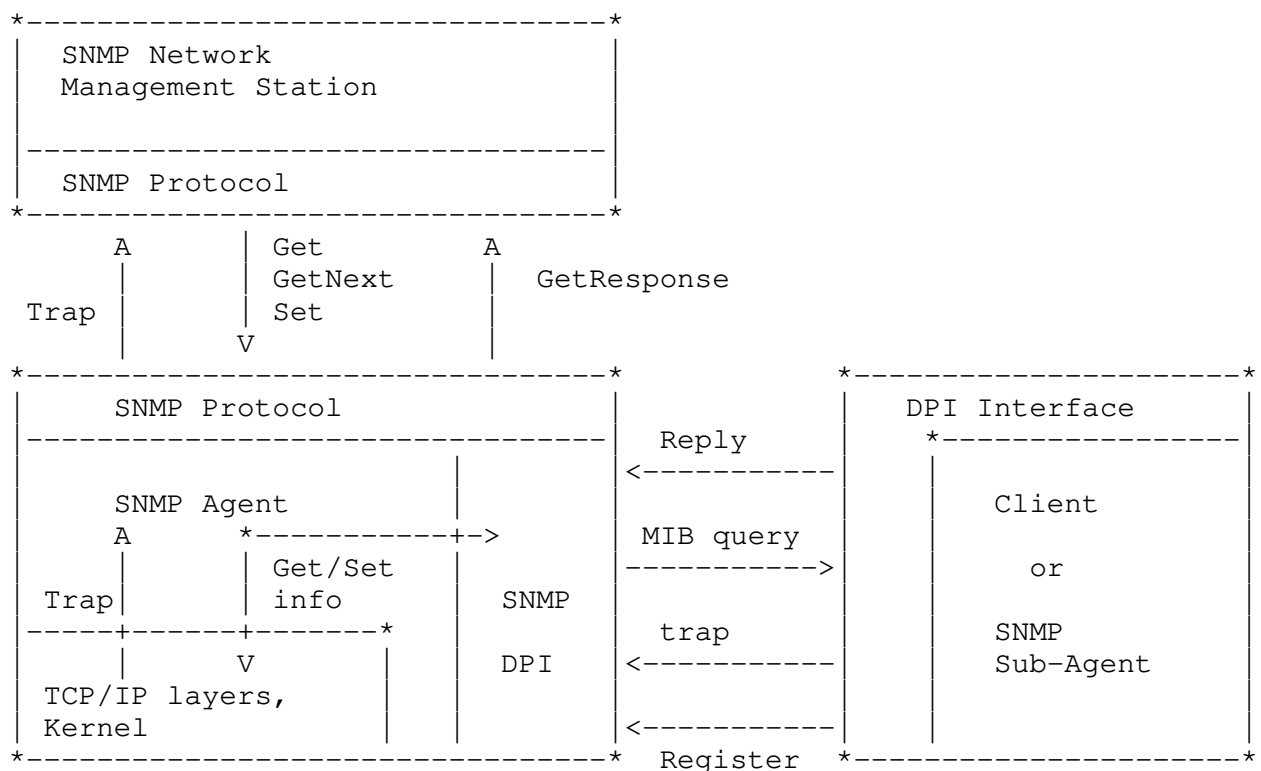 SNMP Network
Management Station
SNMP Protocol
A | Get A
| | GetNext | GetResponse
Trap | | Set |
| V |
SNMP Protocol DPI Interface
Reply
SNMP Agent Client
A *-----------+-> MIB query
| | Get/Set or
Trap| | info SNMP
trap SNMP
| V DPI Sub-Agent
TCP/IP layers,
Kernel
Register